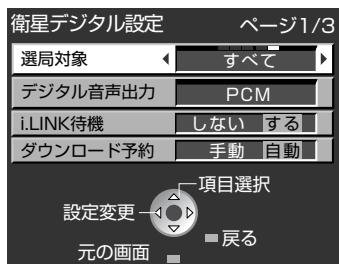 衛星デジタル設定 ページ1/3
選局対象 すべて
デジタル音声出力 PCM
i.LINK待機 しない する
ダウンロード予約 手動 自動
項目選択
設定変更
戻る
元の画面